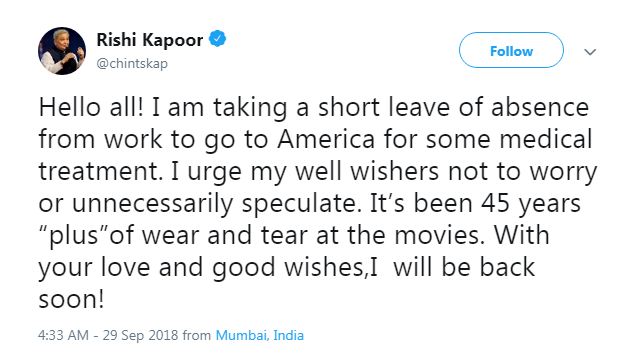 Rishi Kapoor
@chintskap
Follow
Hello all! I am taking a short leave of absence
from work to go to America for some medical
treatment. I urge my well wishers not to worry
or unnecessarily speculate. It’s been 45 years
“plus”of wear and tear at the movies. With
your love and good wishes,I  will be back
soon!
4:33 AM - 29 Sep 2018 from Mumbai, India